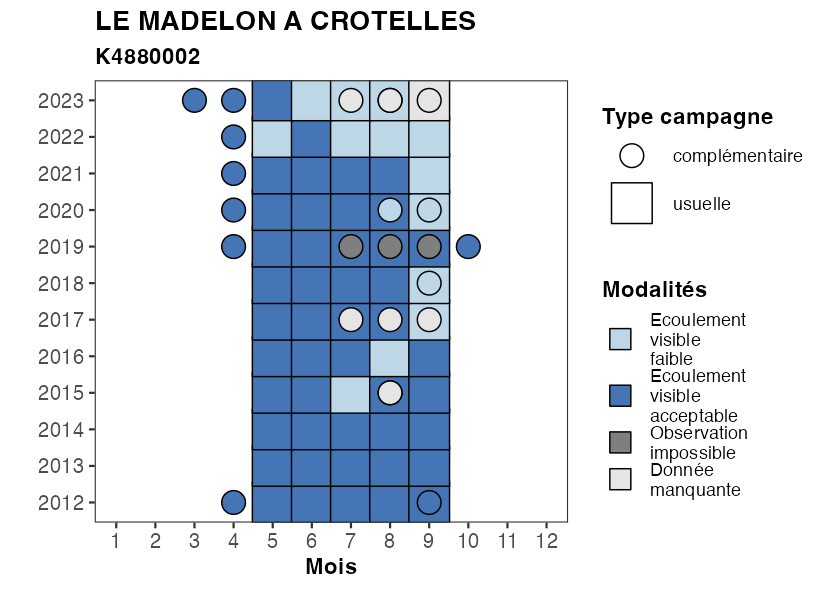 LE MADELON A CROTELLES
K4880002
2023
2022
2021
2020
2019
2018
2017
2016
2015
2014
2013
2012
1 2 3 4 5 6 7 8 9 10 11 12
Mois
Type campagne
complémentaire
usuelle
Modalités
Ecoulement
visible
faible
Ecoulement
visible
acceptable
Observation
impossible
Donnée
manquante